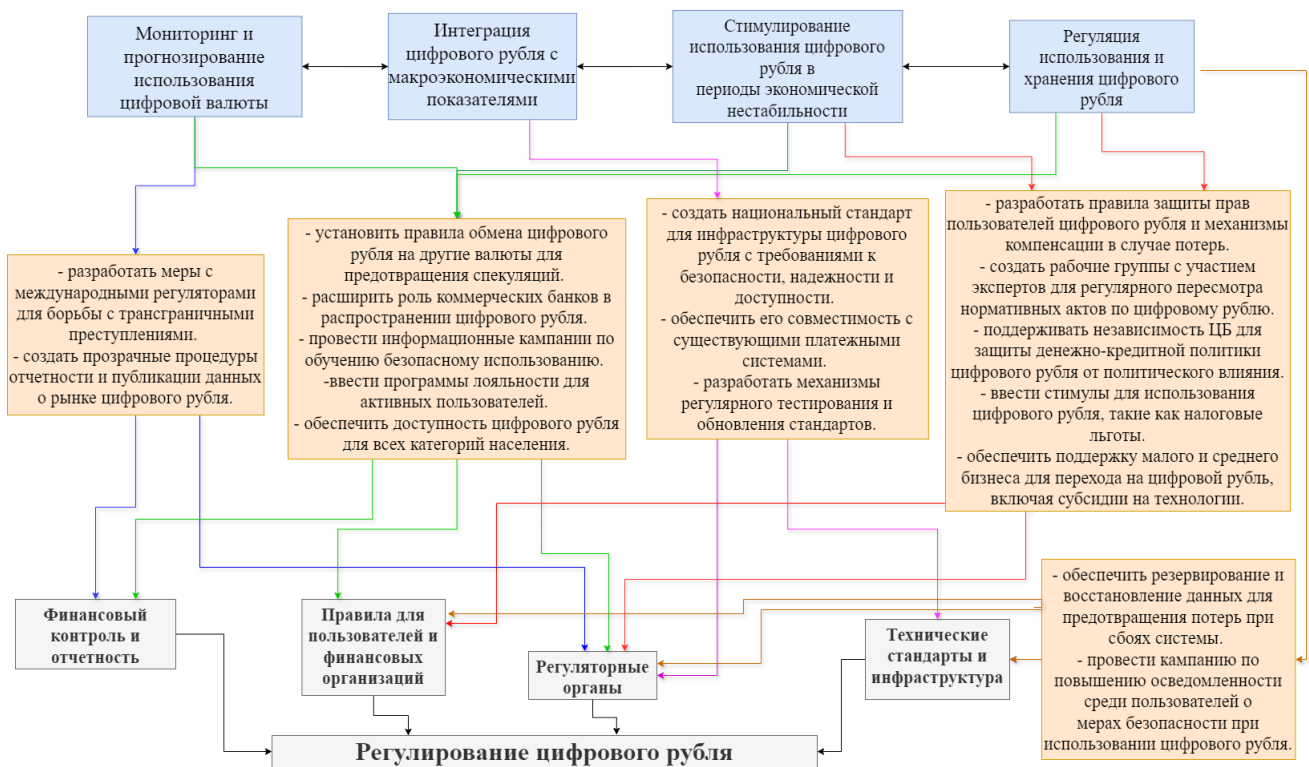 Мониторинг и
прогнозирование
использования
цифровой валюты
Интеграция
цифрового рубля с
макроэкономическими
показателями
Стимулирование
использования цифрового
рубля в
периоды экономической
нестабильности
Регуляция
использования и
хранения цифрового
рубля
- разработать меры с
международными регуляторами
для борьбы с трансграничными
преступлениями.
- создать прозрачные процедуры
отчетности и публикации данных
о рынке цифрового рубля.
- установить правила обмена цифрового
рубля на другие валюты для
предотвращения спекуляций.
- расширить роль коммерческих банков в
распространении цифрового рубля.
- провести информационные кампании по
обучению безопасному использованию.
-ввести программы лояльности для
активных пользователей.
- обеспечить доступность цифрового рубля
для всех категорий населения.
- создать национальный стандарт
для инфраструктуры цифрового
рубля с требованиями к
безопасности, надежности и
доступности.
- обеспечить его совместимость с
существующими платежными
системами.
- разработать механизмы
регулярного тестирования и
обновления стандартов.
- разработать правила защиты прав
пользователей цифрового рубля и механизмы
компенсации в случае потерь.
- создать рабочие группы с участием
экспертов для регулярного пересмотра
нормативных актов по цифровому рублю.
- поддерживать независимость ЦБ для
защиты денежно-кредитной политики
цифрового рубля от политического влияния.
- ввести стимулы для использования
цифрового рубля, такие как налоговые
льготы.
- обеспечить поддержку малого и среднего
бизнеса для перехода на цифровой рубль,
включая субсидии на технологии.
- обеспечить резервирование и
восстановление данных для
предотвращения потерь при
сбоях системы.
- провести кампанию по
повышению осведомленности
среди пользователей о
мерах безопасности при
использовании цифрового рубля.
Финансовый
контроль и
отчетность
Правила для
пользователей и
финансовых
организаций
Регуляторные
органы
Технические
стандарты и
инфраструктура
Регулирование цифрового рубля